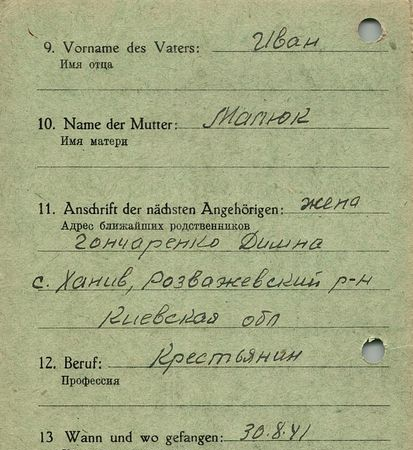 9. Vorname des Vaters: Иван
Имя отца
10. Name der Mutter: Матюк
Имя матери
11. Anschrift der nächsten Angehörigen: жена
Адрес ближайших родственников
Гончаренко Димна
с. Ханив, Розважевский р-н
Киевская обл
12. Beruf: Крестьянин
Профессия
13 Wann und wo gefangen: 30.8.41